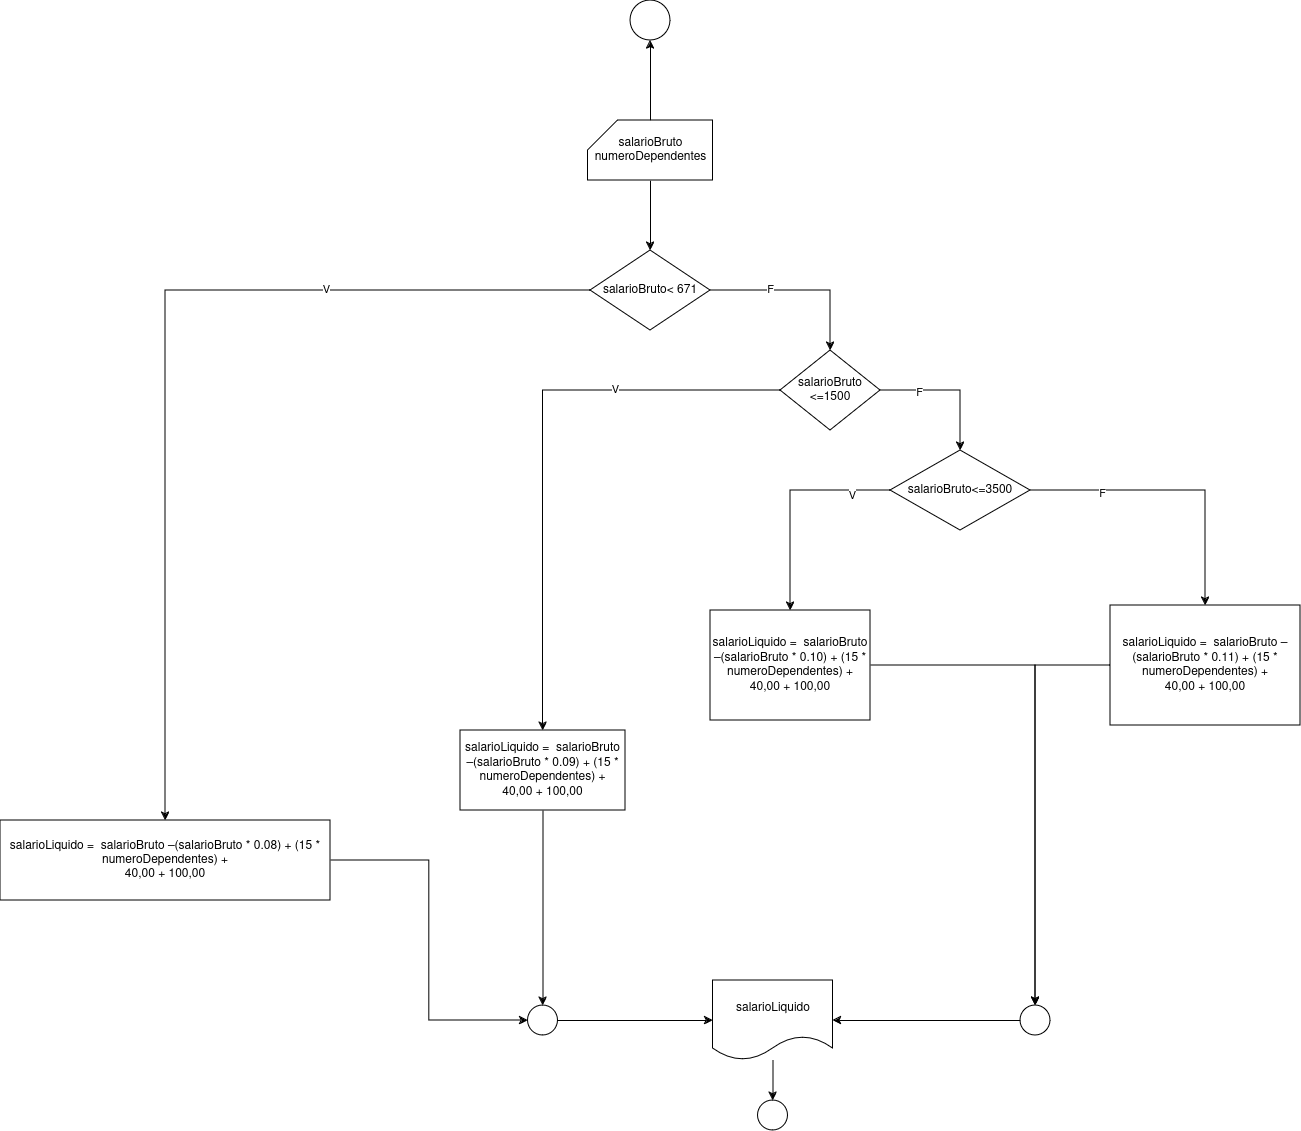 salarioBruto
numeroDependentes
salarioBruto< 671
V
F
salarioBruto
<=1500
V
F
salarioBruto<=3500
V
F
salarioLiquido =  salarioBruto
–(salarioBruto * 0.10) + (15 *
numeroDependentes) +
40,00 + 100,00
salarioLiquido =  salarioBruto –
(salarioBruto * 0.11) + (15 *
numeroDependentes) +
40,00 + 100,00
salarioLiquido =  salarioBruto
–(salarioBruto * 0.09) + (15 *
numeroDependentes) +
40,00 + 100,00
salarioLiquido =  salarioBruto –(salarioBruto * 0.08) + (15 *
numeroDependentes) +
40,00 + 100,00
salarioLiquido